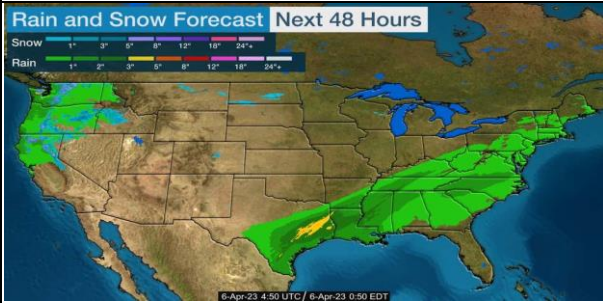 Rain and Snow Forecast Next 48 Hours
Snow 1" 3" 5" 8" 12" 18" 24"+
Rain 1" 2" 3" 5" 8" 12" 18" 24"+
6-Apr-23 4:50 UTC / 6-Apr-23 0:50 EDT